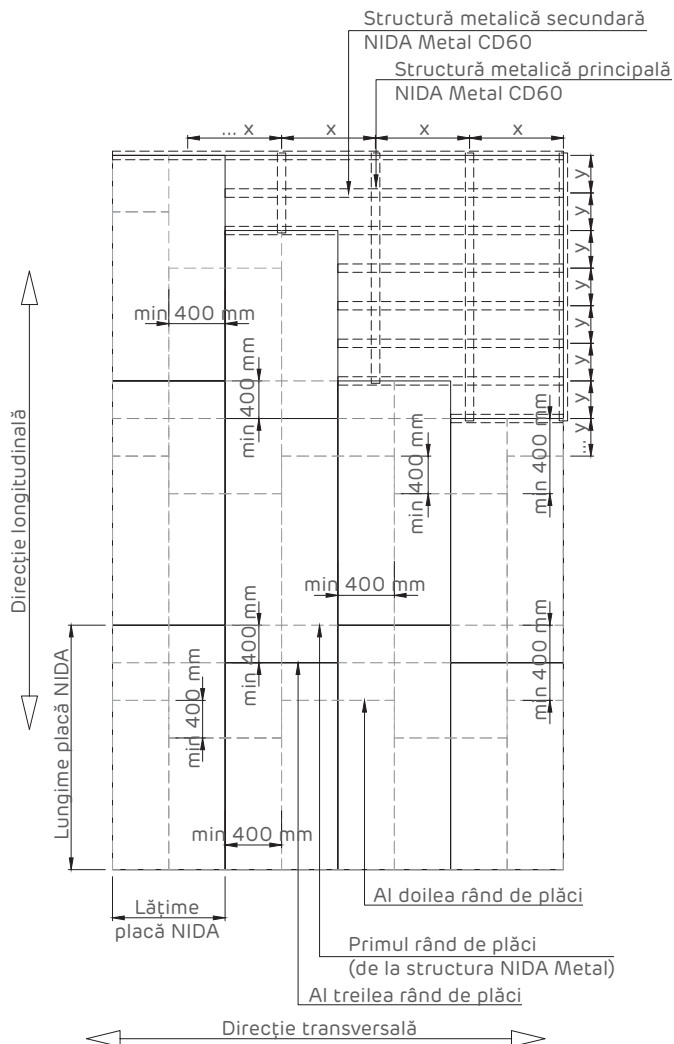 Structură metalică secundară
NIDA Metal CD60
Structură metalică principală
NIDA Metal CD60
... x
x
x
x
y
y
y
y
y
y
y
... y
min 400 mm
min 400 mm
min 400 mm
min 400 mm
min 400 mm
min 400 mm
min 400 mm
min 400 mm
min 400 mm
Direcție longitudinală
Lungime placă NIDA
Lățime
placă NIDA
Al doilea rând de plăci
Primul rând de plăci
(de la structura NIDA Metal)
Al treilea rând de plăci
Direcție transversală